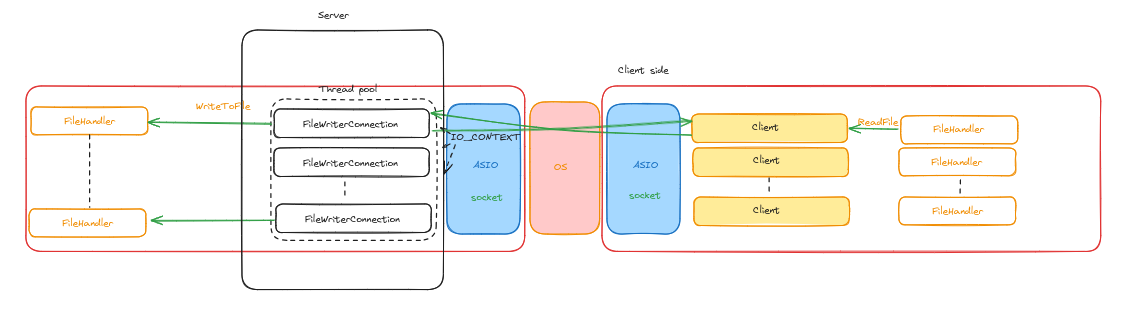 Server
Client side
Thread pool
WriteToFile
FileHandler
FileWriterConnection
IO_CONTEXT
Client
ReadFile
FileHandler
FileWriterConnection
ASIO
OS
ASIO
Client
FileHandler
socket
socket
FileHandler
FileWriterConnection
Client
FileHandler